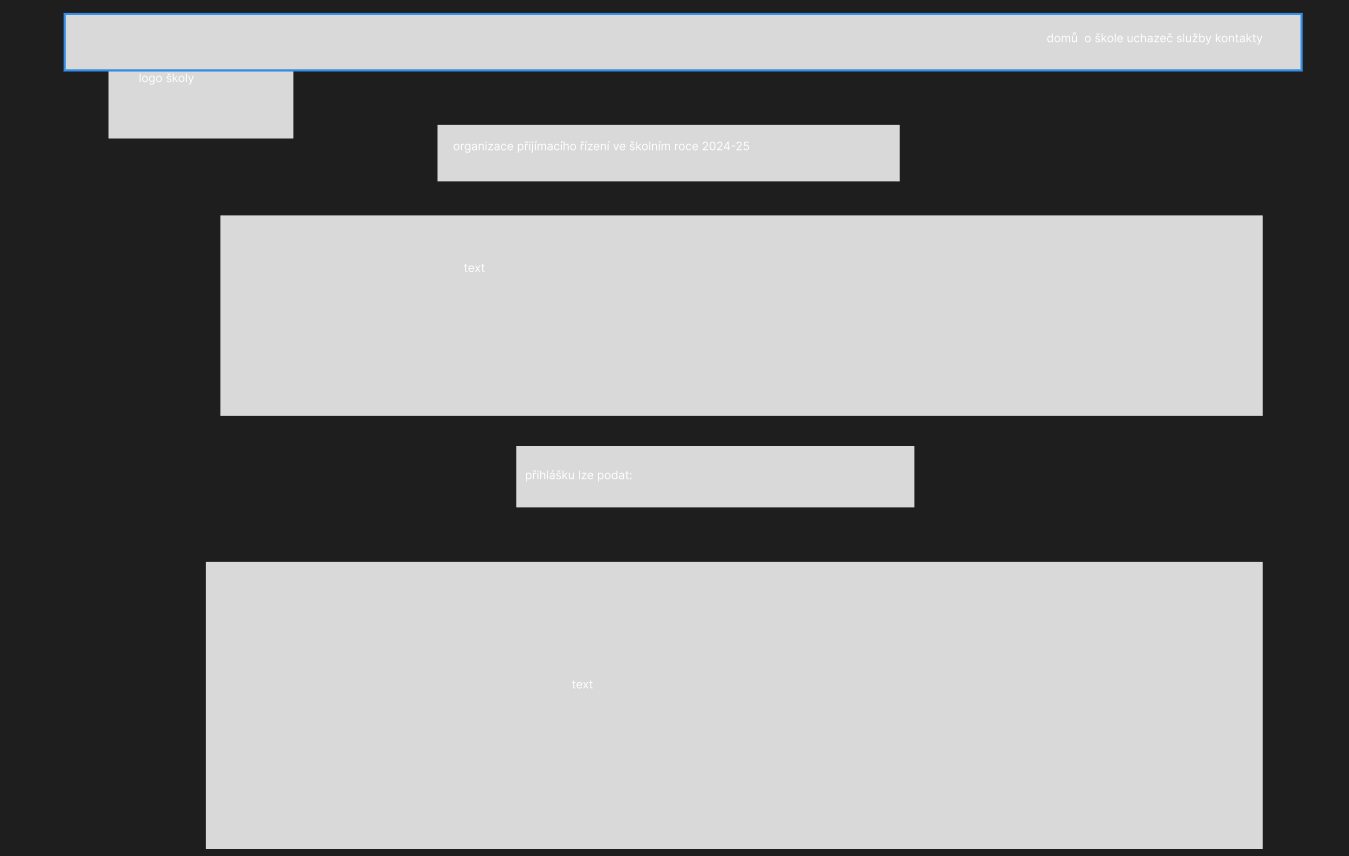 domů  o škole uchazeč služby kontakty
logo školy
organizace přijímacího řízení ve školním roce 2024-25
text
přihlášku lze podat:
text